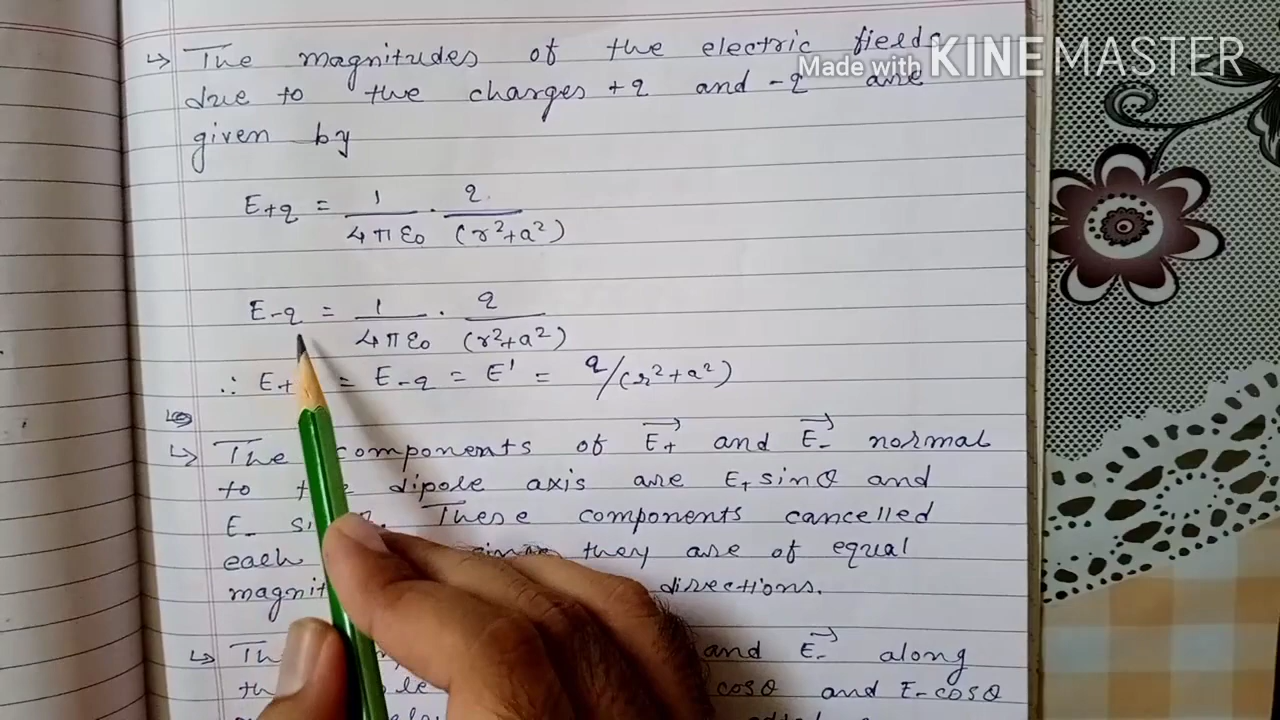 ↳ The magnitudes of the electric fields
Made with KINEMASTER
due to the charges +q and -q are
given by
E+q = 1/4πε₀ . q/(r²+a²)
E-q = 1/4πε₀ . q/(r²+a²)
∴ E+ = E-q = E' = q/(r²+a²)
↳ The components of E₊→ and E₋→ normal
to dipole axis are E₊ sinθ and
E₋ These components cancelled
each since they are of equal
directions.
↳ and E₋→ along
cosθ and E-cosθ